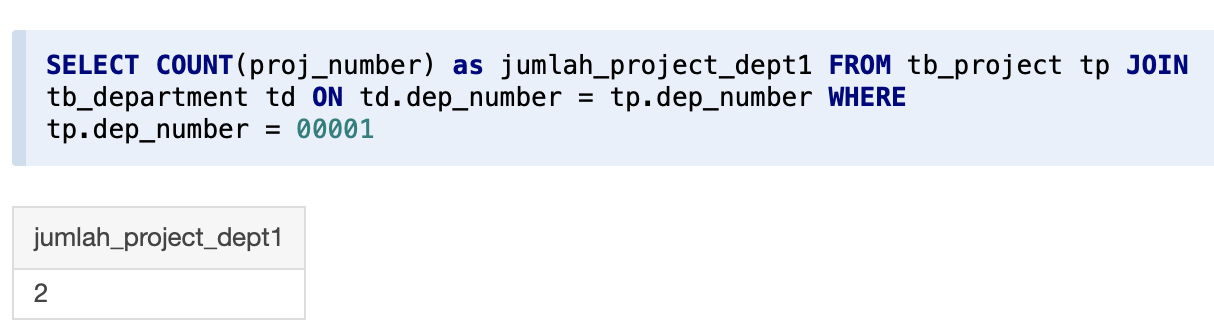 SELECT COUNT(proj_number) as jumlah_project_dept1 FROM tb_project tp JOIN
tb_department td ON td.dep_number = tp.dep_number WHERE
tp.dep_number = 00001
jumlah_project_dept1
2